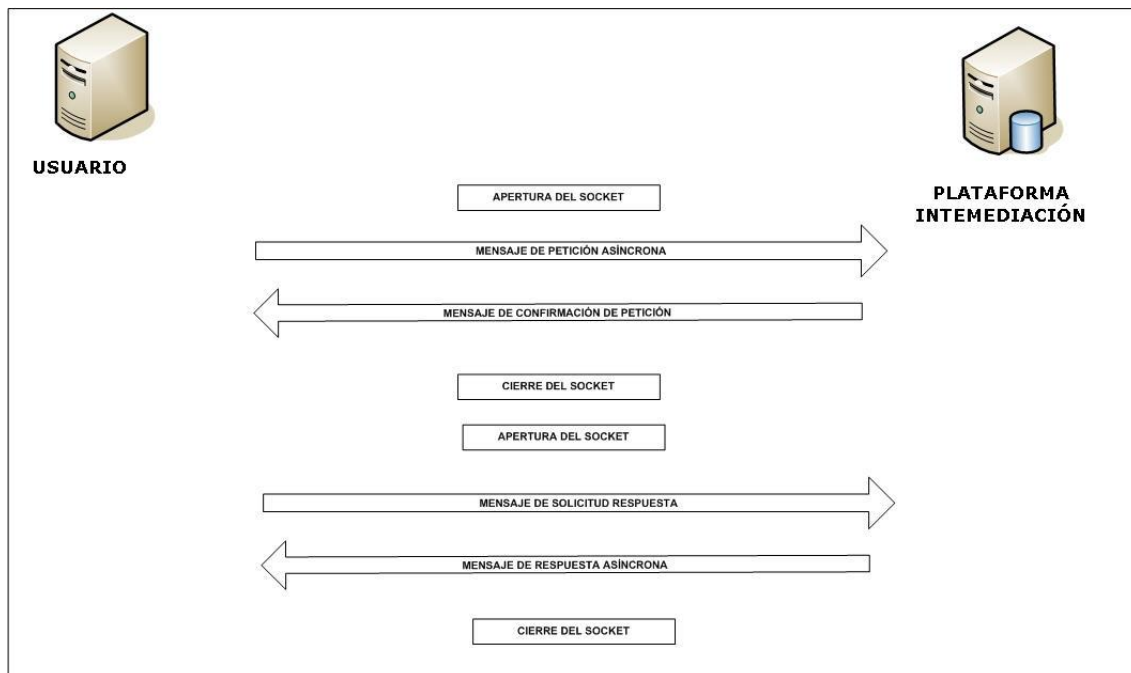 USUARIO
PLATAFORMA
INTEMEDIACIÓN
APERTURA DEL SOCKET
MENSAJE DE PETICIÓN ASÍNCRONA
MENSAJE DE CONFIRMACIÓN DE PETICIÓN
CIERRE DEL SOCKET
APERTURA DEL SOCKET
MENSAJE DE SOLICITUD RESPUESTA
MENSAJE DE RESPUESTA ASÍNCRONA
CIERRE DEL SOCKET